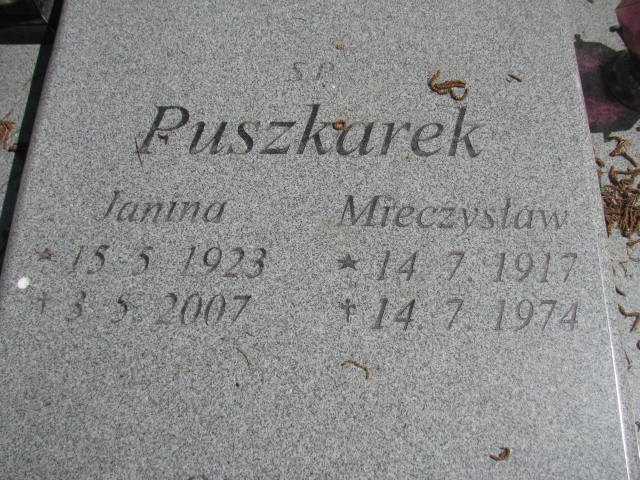 Ś.P.
Puszkarek
Janina Mieczysław
★ 15. 5. 1923 ★ 14. 7. 1917
✝ 3. 5. 2007 ✝ 14. 7. 1974